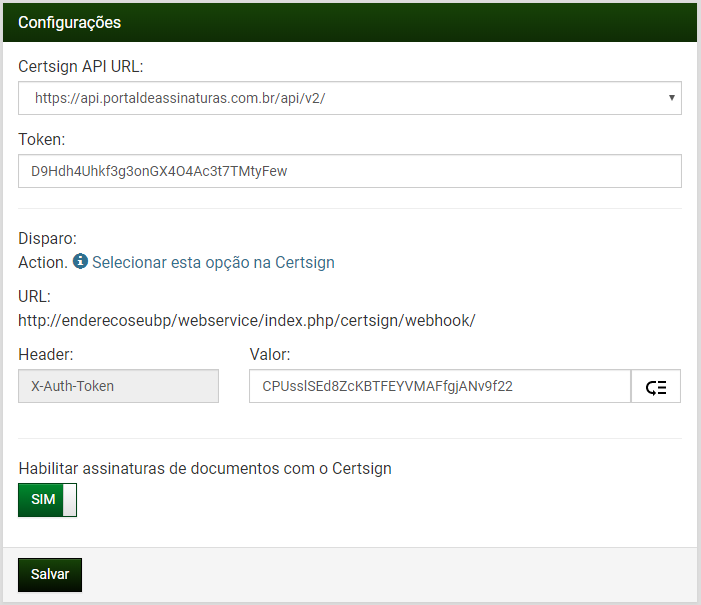 Configurações
Certsign API URL:
https://api.portaldeassinaturas.com.br/api/v2/
Token:
D9Hdh4Uhkf3g3onGX4O4Ac3t7TMtyFew
Disparo:
Action. Selecionar esta opção na Certsign
URL:
http://enderecoseubp/webservice/index.php/certsign/webhook/
Header: Valor:
X-Auth-Token CPUsslSEd8ZcKBTFEYVMAFfgjANv9f22
Habilitar assinaturas de documentos com o Certsign
SIM
Salvar